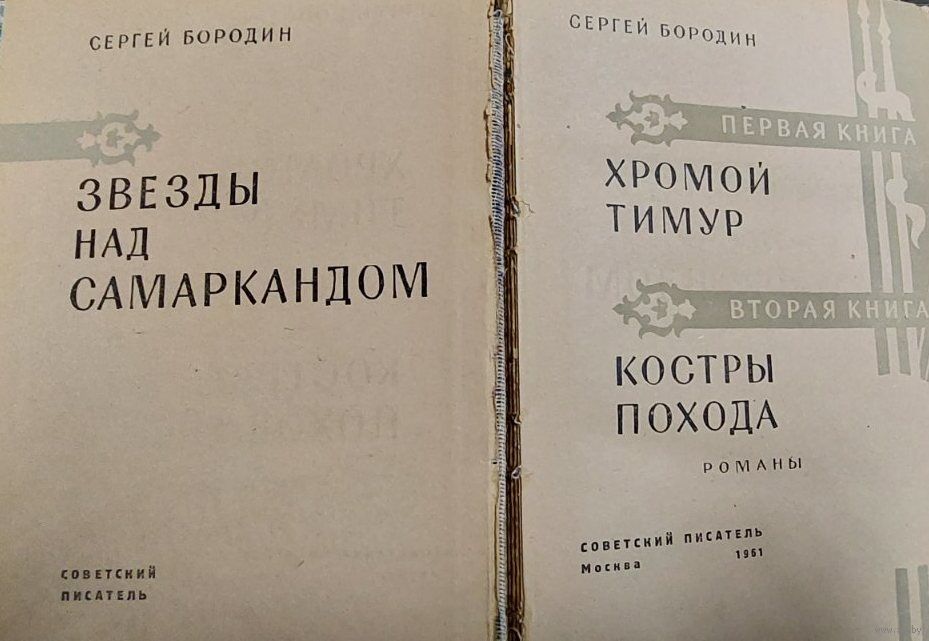 СЕРГЕЙ БОРОДИН
ЗВЕЗДЫ
НАД
САМАРКАНДОМ
СОВЕТСКИЙ
ПИСАТЕЛЬ
СЕРГЕЙ БОРОДИН
ПЕРВАЯ КНИГА
ХРОМОЙ
ТИМУР
ВТОРАЯ КНИГА
КОСТРЫ
ПОХОДА
РОМАНЫ
СОВЕТСКИЙ ПИСАТЕЛЬ
Москва 1961